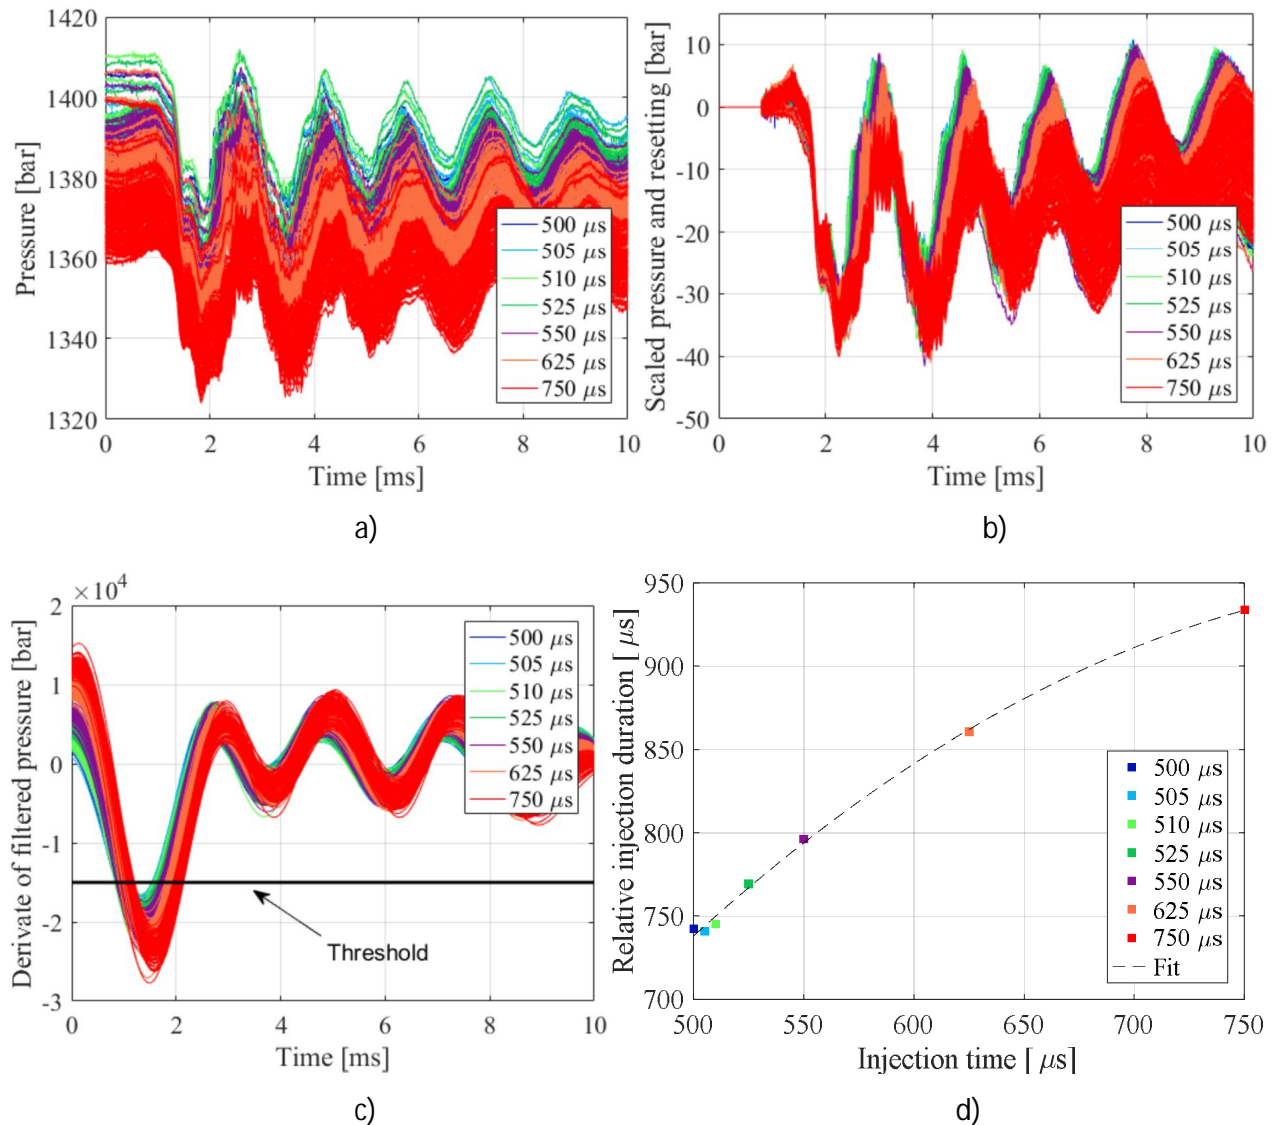 1420
1400
1380
1360
1340
1320
Pressure [bar]
500 μs
505 μs
510 μs
525 μs
550 μs
625 μs
750 μs
0 2 4 6 8 10
Time [ms]
a)
10
0
-10
-20
-30
-40
-50
Scaled pressure and resetting [bar]
500 μs
505 μs
510 μs
525 μs
550 μs
625 μs
750 μs
0 2 4 6 8 10
Time [ms]
b)
×10⁴
2
1
0
-1
-2
-3
Derivate of filtered pressure [bar]
500 μs
505 μs
510 μs
525 μs
550 μs
625 μs
750 μs
Threshold
0 2 4 6 8 10
Time [ms]
c)
950
900
850
800
750
700
Relative injection duration [ μs]
500 μs
505 μs
510 μs
525 μs
550 μs
625 μs
750 μs
Fit
500 550 600 650 700 750
Injection time [ μs]
d)